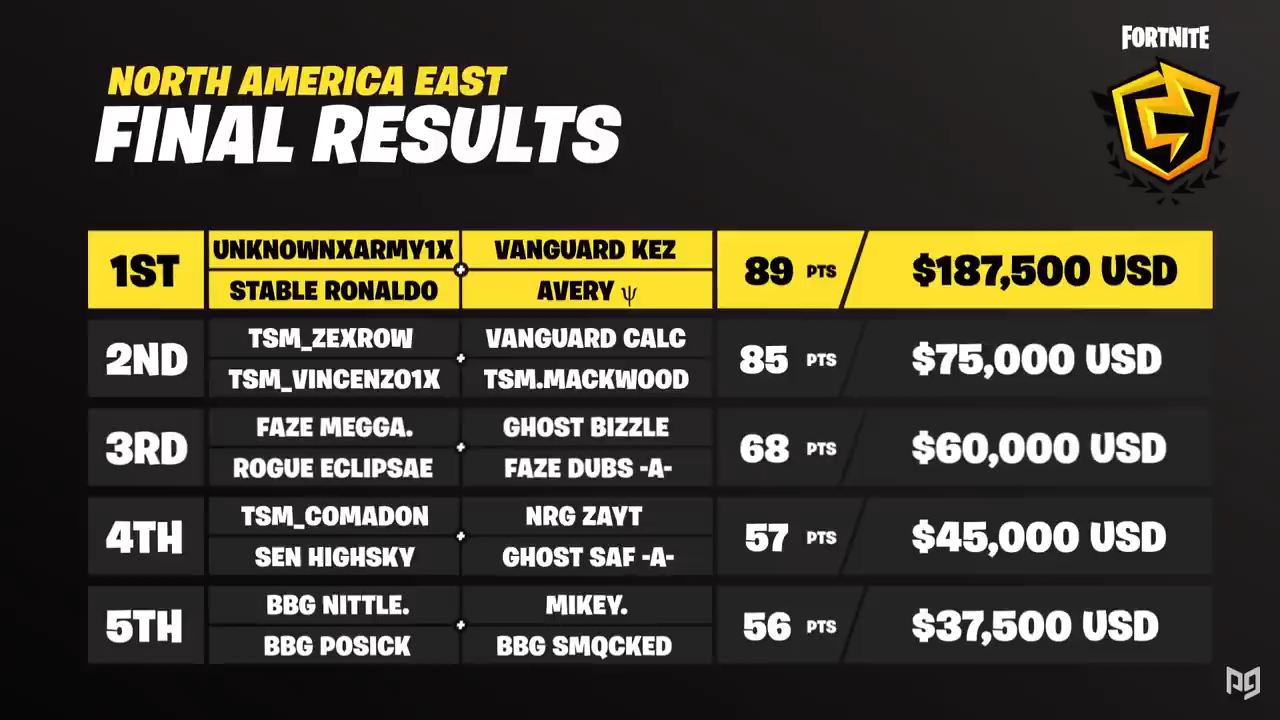 FORTNITE
NORTH AMERICA EAST
FINAL RESULTS
1ST UNKNOWNXARMY1X VANGUARD KEZ 89 PTS $187,500 USD
STABLE RONALDO AVERY ψ
2ND TSM_ZEXROW VANGUARD CALC 85 PTS $75,000 USD
TSM_VINCENZO1X TSM.MACKWOOD
3RD FAZE MEGGA. GHOST BIZZLE 68 PTS $60,000 USD
ROGUE ECLIPSAE FAZE DUBS -A-
4TH TSM_COMADON NRG ZAYT 57 PTS $45,000 USD
SEN HIGHSKY GHOST SAF -A-
5TH BBG NITTLE. MIKEY. 56 PTS $37,500 USD
BBG POSICK BBG SMQCKED
PG